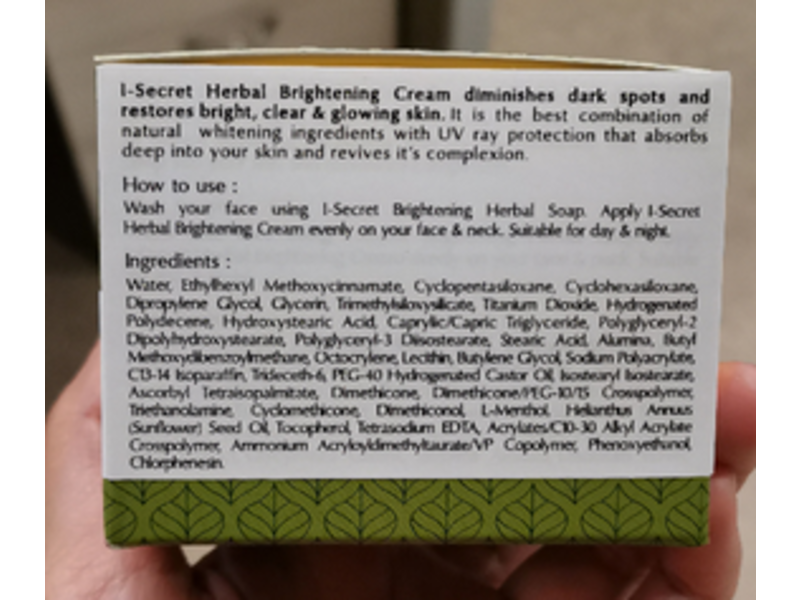 I-Secret Herbal Brightening Cream diminishes dark spots and
restores bright, clear & glowing skin. It is the best combination of
natural whitening ingredients with UV ray protection that absorbs
deep into your skin and revives it's complexion.
How to use :
Wash your face using I-Secret Brightening Herbal Soap. Apply I-Secret
Herbal Brightening Cream evenly on your face & neck. Suitable for day & night.
Ingredients :
Water, Ethylhexyl Methoxycinnamate, Cyclopentasiloxane, Cyclohexasiloxane,
Dipropylene Glycol, Glycerin, Trimethylsiloxysilicate, Titanium Dioxide, Hydrogenated
Polydecene, Hydroxystearic Acid, Caprylic/Capric Triglyceride, Polyglyceryl-2
Dipolyhydroxystearate, Polyglyceryl-3 Diisostearate, Stearic Acid, Alumina, Butyl
Methoxydibenzoylmethane, Octocrylene, Lecithin, Butylene Glycol, Sodium Polyacrylate,
C13-14 Isoparaffin, Trideceth-6, PEG-40 Hydrogenated Castor Oil, Isostearyl Isostearate,
Ascorbyl Tetraisopalmitate, Dimethicone, Dimethicone/PEG-10/15 Crosspolymer,
Triethanolamine, Cyclomethicone, Dimethiconol, L-Menthol, Helianthus Annuus
(Sunflower) Seed Oil, Tocopherol, Tetrasodium EDTA, Acrylates/C10-30 Alkyl Acrylate
Crosspolymer, Ammonium Acryloyldimethyltaurate/VP Copolymer, Phenoxyethanol,
Chlorphenesin.